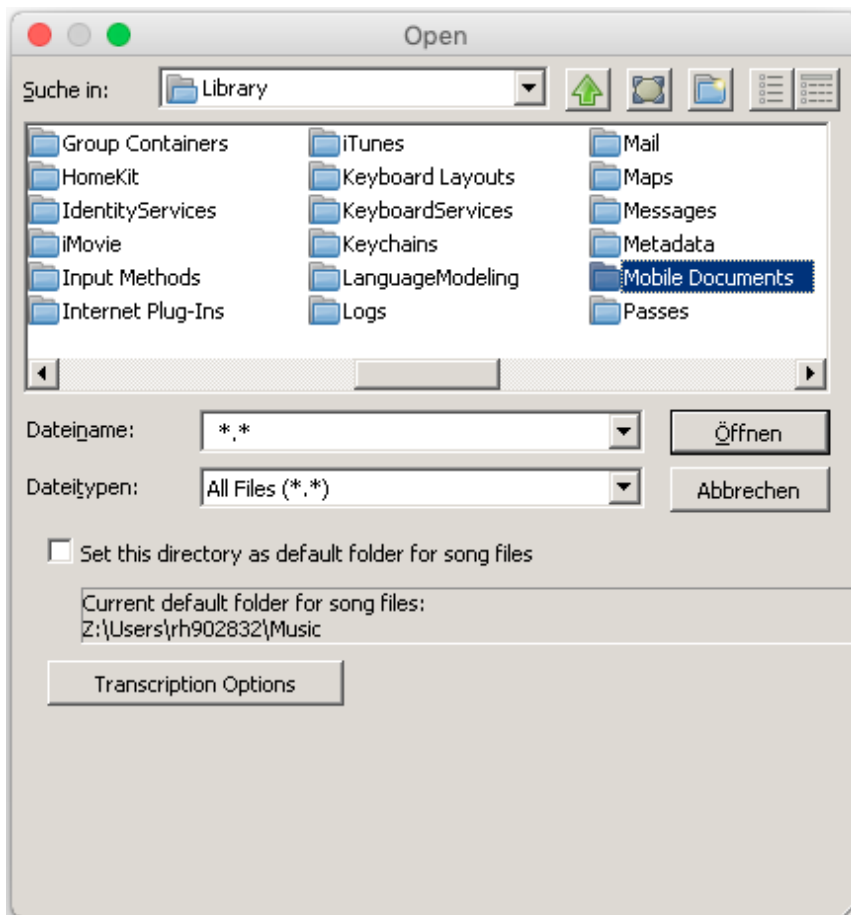 Open
Suche in:
Library
Group Containers
HomeKit
IdentityServices
iMovie
Input Methods
Internet Plug-Ins
iTunes
Keyboard Layouts
KeyboardServices
Keychains
LanguageModeling
Logs
Mail
Maps
Messages
Metadata
Mobile Documents
Passes
Dateiname:
*.*
Öffnen
Dateitypen:
All Files (*.*)
Abbrechen
Set this directory as default folder for song files
Current default folder for song files:
Z:\Users\rh902832\Music
Transcription Options